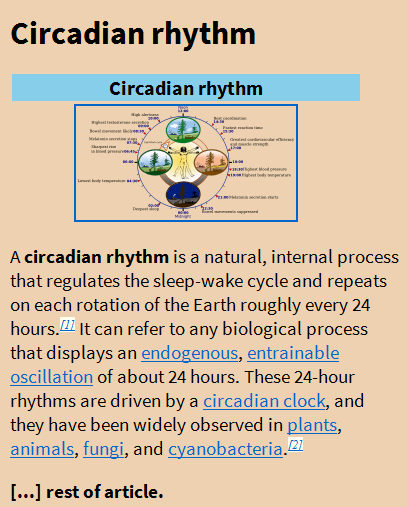 Circadian rhythm
Circadian rhythm
Noon
12:00
High alertness
10:00
Best coordination
14:30
Highest testosterone secretion
09:00
Fastest reaction time
15:30
Bowel movement likely 08:30
Greatest cardiovascular efficiency
and muscle strength
17:00
Melatonin secretion stops
07:30
Sharpest rise
in blood pressure 06:45
06:00
18:00
18:30 Highest blood pressure
19:00 Highest body temperature
Lowest body temperature 04:30
21:00 Melatonin secretion starts
02:00
Deepest sleep
22:30
Bowel movements suppressed
00:00
Midnight
A circadian rhythm is a natural, internal process
that regulates the sleep-wake cycle and repeats
on each rotation of the Earth roughly every 24
hours.[1] It can refer to any biological process
that displays an endogenous, entrainable
oscillation of about 24 hours. These 24-hour
rhythms are driven by a circadian clock, and
they have been widely observed in plants,
animals, fungi, and cyanobacteria.[2]
[...] rest of article.